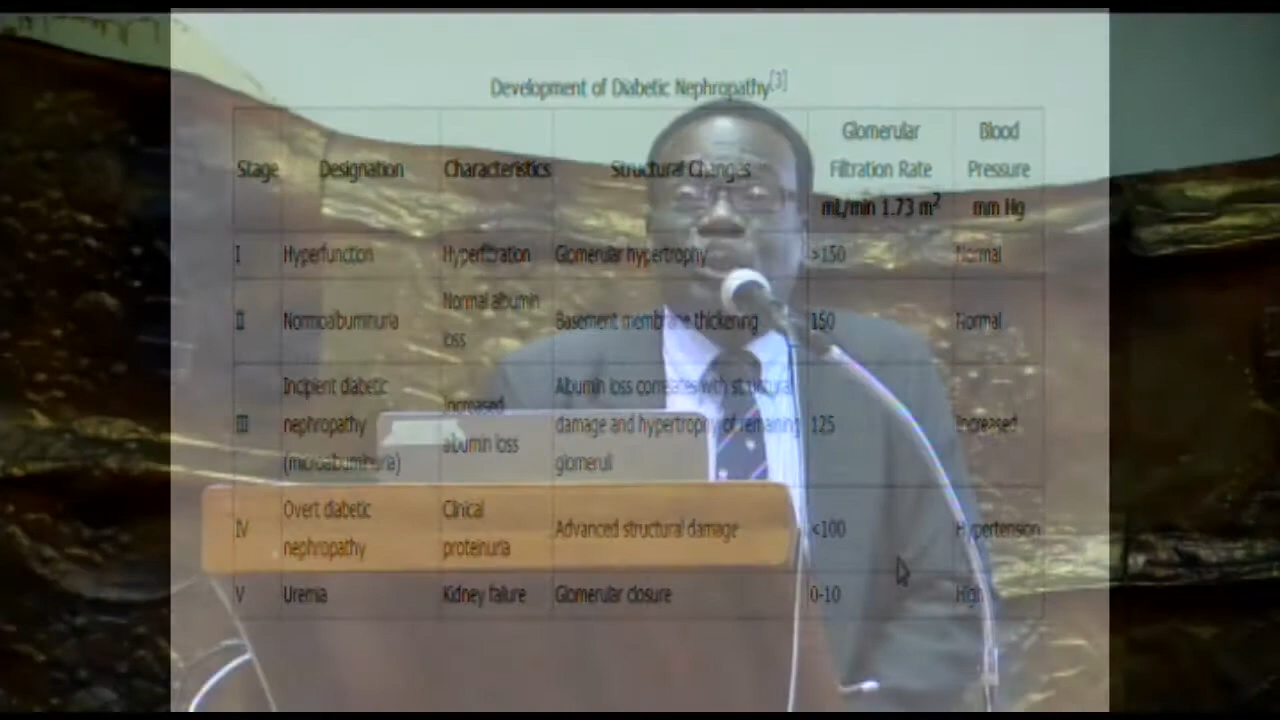 Development of Diabetic Nephropathy[3]
Stage
Designation
Characteristics
Structural Changes
Glomerular
Filtration Rate
mL/min 1.73 m2
Blood
Pressure
mm Hg
I
Hyperfunction
Hyperfiltration
Glomerular hypertrophy
>150
Normal
II
Normoalbuminuria
Normal albumin
loss
Basement membrane thickening
150
Normal
III
Incipient diabetic
nephropathy
(microalbuminuria)
Increased
albumin loss
Albumin loss correlates with structural
damage and hypertrophy of remaining
glomeruli
125
Increased
IV
Overt diabetic
nephropathy
Clinical
proteinuria
Advanced structural damage
<100
Hypertension
V
Uremia
Kidney failure
Glomerular closure
0-10
High